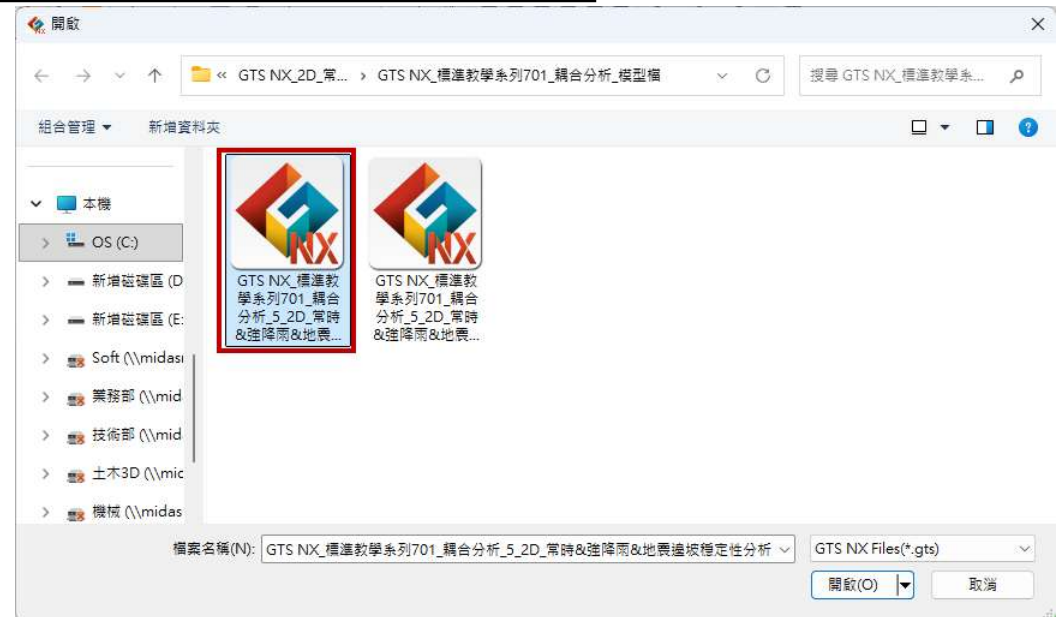 開啟
« GTS NX_2D_常... › GTS NX_標準教學系列701_耦合分析_模型檔
搜尋 GTS NX_標準教學系...
組合管理
新增資料夾
本機
OS (C:)
新增磁碟區 (D
新增磁碟區 (E:
Soft (\\midas
業務部 (\\mid
技術部 (\\mid
土木3D (\\mic
機械 (\\midas
NX
GTS NX_標準教
學系列701_耦合
分析_5_2D_常時
&強降雨&地震...
NX
GTS NX_標準教
學系列701_耦合
分析_5_2D_常時
&強降雨&地震...
檔案名稱(N):
GTS NX_標準教學系列701_耦合分析_5_2D_常時&強降雨&地震邊坡穩定性分析
GTS NX Files(*.gts)
開啟(O)
取消